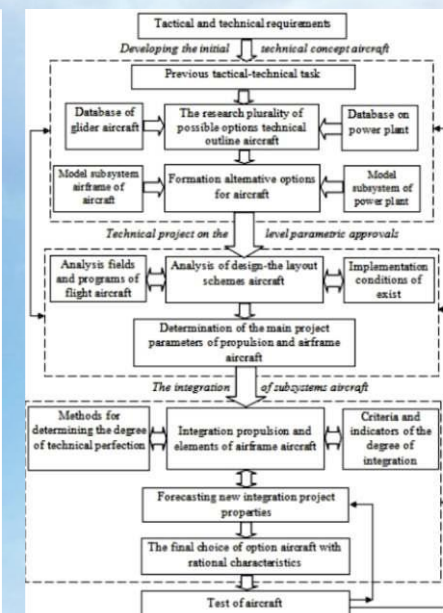 Tactical and technical requirements
Developing the initial technical concept aircraft
Previous tactical-technical task
Database of
glider aircraft
The research plurality of
possible options technical
outline aircraft
Database on
power plant
Model subsystem
airframe of
aircraft
Formation alternative options
for aircraft
Model
subsystem of
power plant
Technical project on the level parametric approvals
Analysis fields
and programs of
flight aircraft
Analysis of design-the layout
schemes aircraft
Implementation
conditions of
exist
Determination of the main project
parameters of propulsion and airframe
aircraft
The integration of subsystems aircraft
Methods for
determining the degree
of technical perfection
Integration propulsion and
elements of airframe aircraft
Criteria and
indicators of the
degree of
integration
Forecasting new integration project
properties
The final choice of option aircraft with
rational characteristics
Test of aircraft